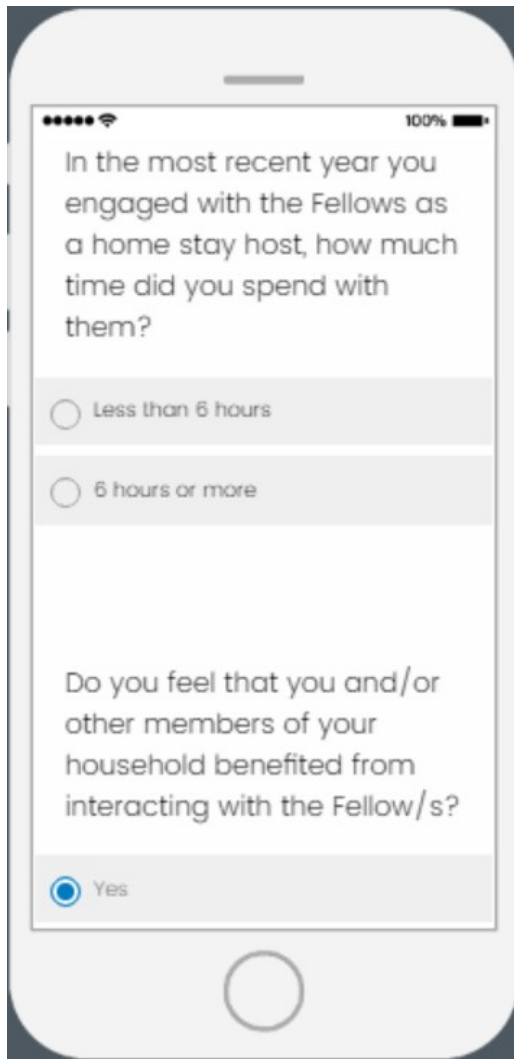 100%
In the most recent year you
engaged with the Fellows as
a home stay host, how much
time did you spend with
them?
Less than 6 hours
6 hours or more
Do you feel that you and/or
other members of your
household benefited from
interacting with the Fellow/s?
Yes